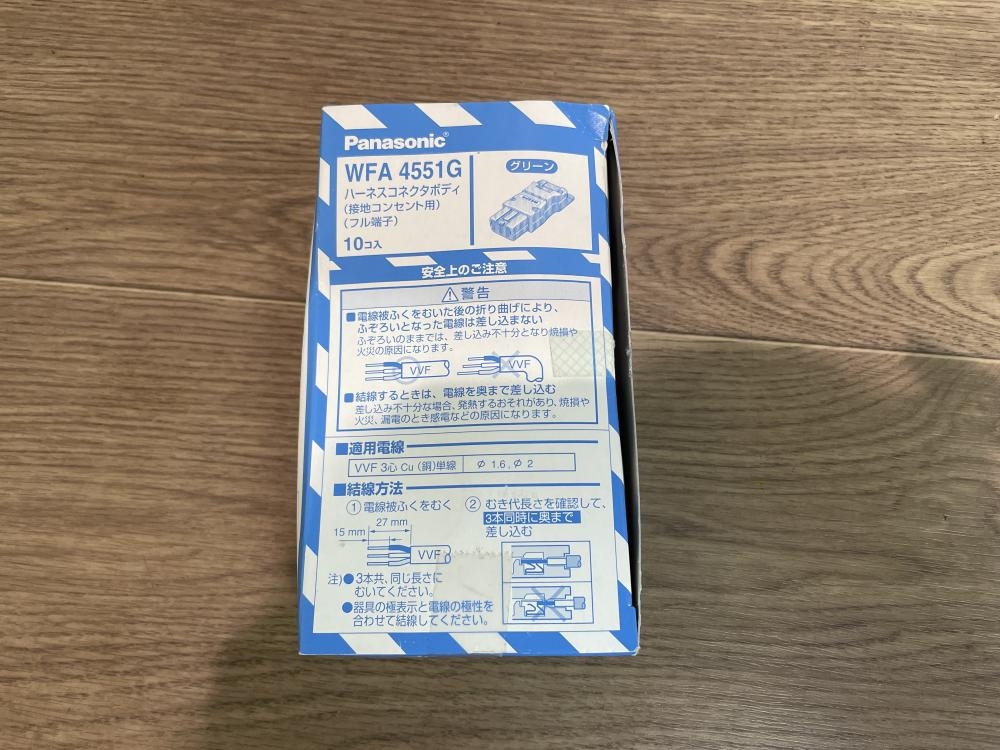 Panasonic®
WFA 4551G
ハーネスコネクタボディ
(接地コンセント用)
(フル端子)
10コ入
グリーン
安全上のご注意
⚠警告
■電線被ふくをむいた後の折り曲げにより、
ふぞろいとなった電線は差し込まない
ふぞろいのままでは、差し込み不十分となり焼損や
火災の原因になります。
VVF VVF
■結線するときは、電線を奥まで差し込む
差し込み不十分な場合、発熱するおそれがあり、焼損や
火災、漏電のとき感電などの原因になります。
■適用電線
VVF 3心 Cu (銅)単線 φ 1.6, φ 2
■結線方法
①電線被ふくをむく
27 mm
15 mm
VVF
②むき代長さを確認して、
3本同時に奥まで
差し込む
注)●3本共、同じ長さに
むいてください。
●器具の極表示と電線の極性を
合わせて結線してください。